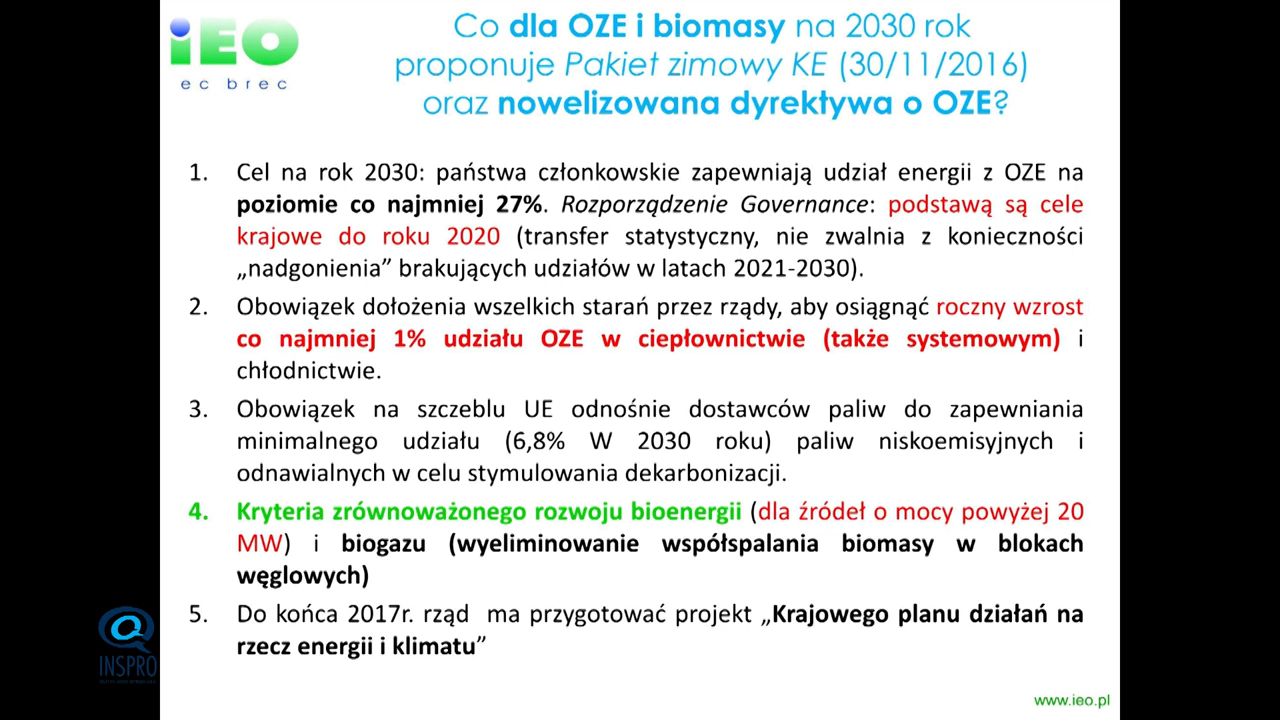 iEO
ec brec
Co dla OZE i biomasy na 2030 rok
proponuje Pakiet zimowy KE (30/11/2016)
oraz nowelizowana dyrektywa o OZE?
1. Cel na rok 2030: państwa członkowskie zapewniają udział energii z OZE na
poziomie co najmniej 27%. Rozporządzenie Governance: podstawą są cele
krajowe do roku 2020 (transfer statystyczny, nie zwalnia z konieczności
„nadgonienia” brakujących udziałów w latach 2021-2030).
2. Obowiązek dołożenia wszelkich starań przez rządy, aby osiągnąć roczny wzrost
co najmniej 1% udziału OZE w ciepłownictwie (także systemowym) i
chłodnictwie.
3. Obowiązek na szczeblu UE odnośnie dostawców paliw do zapewniania
minimalnego udziału (6,8% W 2030 roku) paliw niskoemisyjnych i
odnawialnych w celu stymulowania dekarbonizacji.
4. Kryteria zrównoważonego rozwoju bioenergii (dla źródeł o mocy powyżej 20
MW) i biogazu (wyeliminowanie współspalania biomasy w blokach
węglowych)
5. Do końca 2017r. rząd ma przygotować projekt „Krajowego planu działań na
rzecz energii i klimatu”
INSPRO
www.ieo.pl